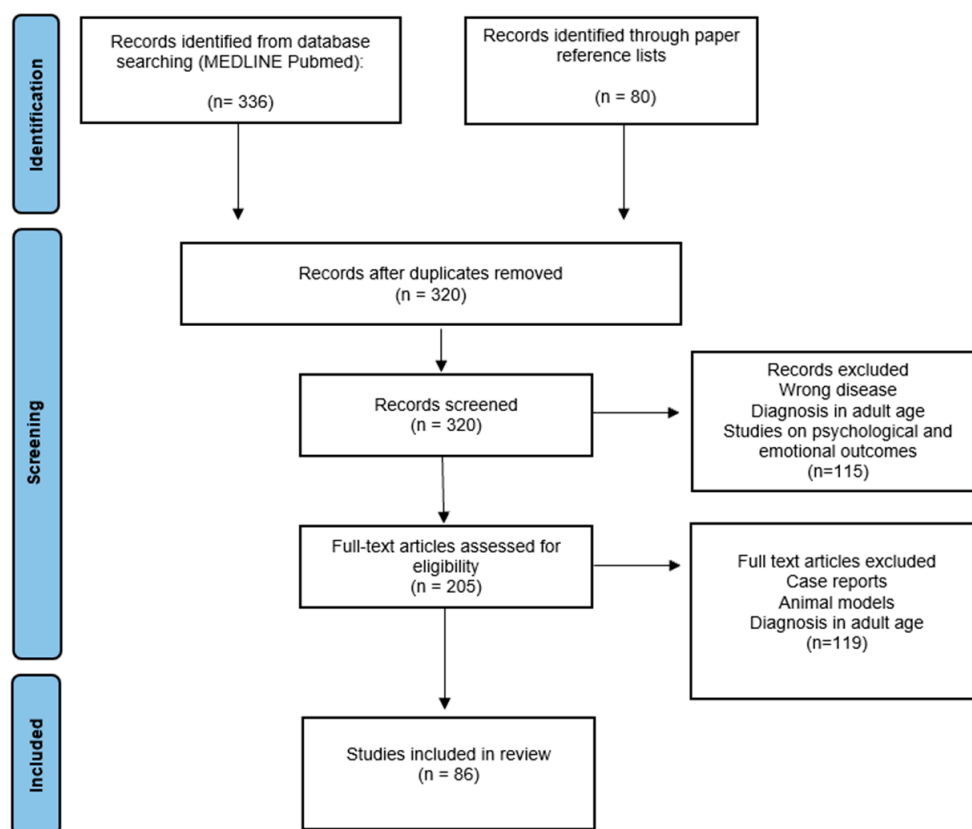 Identification
Records identified from database
searching (MEDLINE Pubmed):
(n= 336)
Records identified through paper
reference lists
(n = 80)
Screening
Records after duplicates removed
(n = 320)
Records screened
(n = 320)
Records excluded
Wrong disease
Diagnosis in adult age
Studies on psychological and
emotional outcomes
(n=115)
Full-text articles assessed for
eligibility
(n = 205)
Full text articles excluded
Case reports
Animal models
Diagnosis in adult age
(n=119)
Included
Studies included in review
(n = 86)